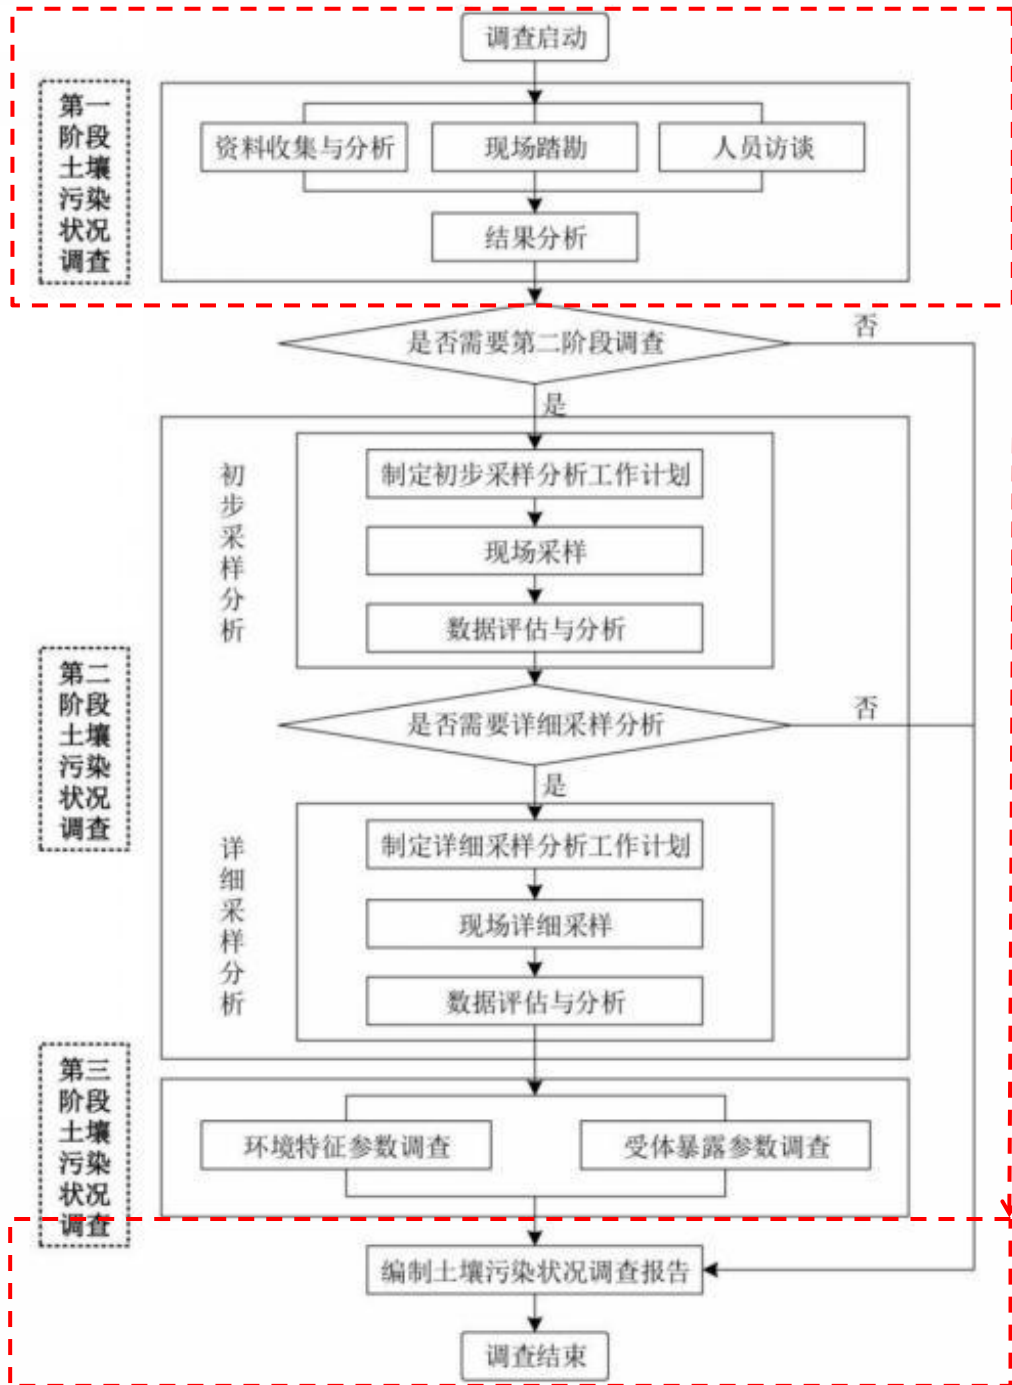 调查启动
第一
阶段
土壤
污染
状况
调查
资料收集与分析
现场踏勘
人员访谈
结果分析
是否需要第二阶段调查
否
是
初
步
采
样
分
析
制定初步采样分析工作计划
现场采样
数据评估与分析
第二
阶段
土壤
污染
状况
调查
是否需要详细采样分析
否
是
详
细
采
样
分
析
制定详细采样分析工作计划
现场详细采样
数据评估与分析
第三
阶段
土壤
污染
状况
调查
环境特征参数调查
受体暴露参数调查
编制土壤污染状况调查报告
调查结束